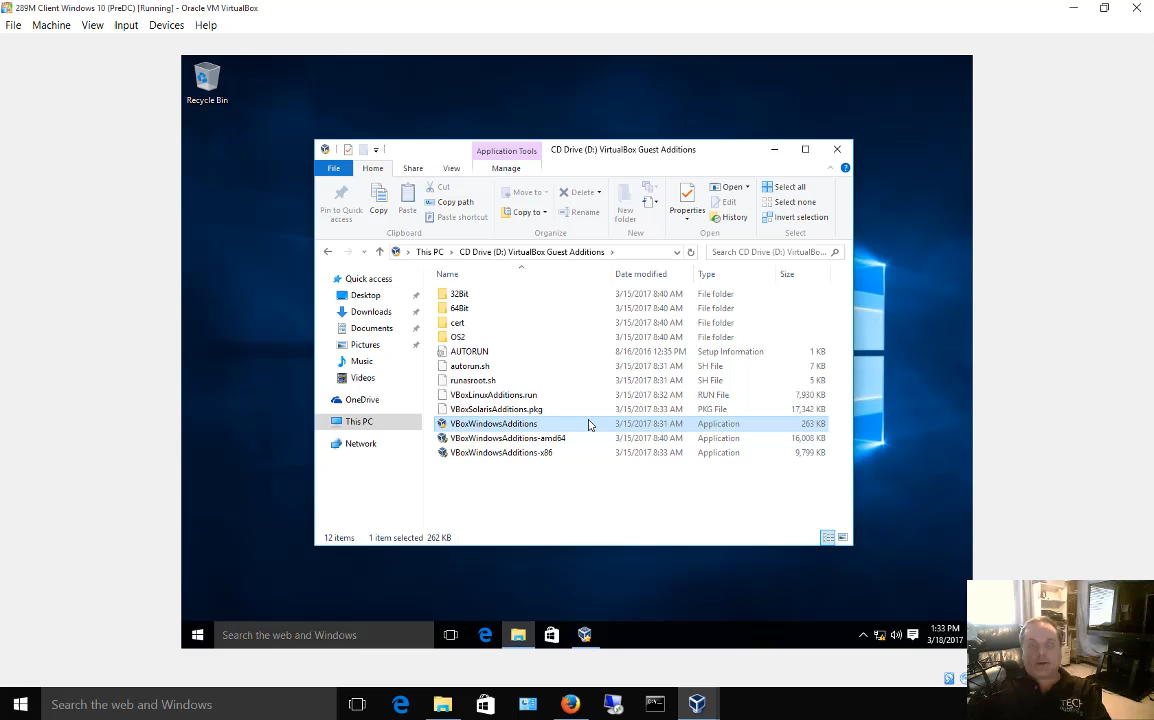 289M Client Windows 10 (PreDC) [Running] - Oracle VM VirtualBox
File Machine View Input Devices Help
Recycle Bin
Application Tools CD Drive (D:) VirtualBox Guest Additions
File Home Share View Manage
Pin to Quick access
Copy
Paste
Cut
Copy path
Paste shortcut
Clipboard
Move to
Copy to
Delete
Rename
Organize
New folder
New
Properties
Open
Edit
History
Open
Select all
Select none
Invert selection
Select
This PC CD Drive (D:) VirtualBox Guest Additions Search CD Drive (D:) VirtualBo...
Quick access
Desktop
Downloads
Documents
Pictures
Music
Videos
OneDrive
This PC
Network
Name Date modified Type Size
32Bit 3/15/2017 8:40 AM File folder
64Bit 3/15/2017 8:40 AM File folder
cert 3/15/2017 8:40 AM File folder
OS2 3/15/2017 8:40 AM File folder
AUTORUN 8/16/2016 12:35 PM Setup Information 1 KB
autorun.sh 3/15/2017 8:31 AM SH File 7 KB
runasroot.sh 3/15/2017 8:31 AM SH File 5 KB
VBoxLinuxAdditions.run 3/15/2017 8:32 AM RUN File 7,930 KB
VBoxSolarisAdditions.pkg 3/15/2017 8:33 AM PKG File 17,342 KB
VBoxWindowsAdditions 3/15/2017 8:31 AM Application 263 KB
VBoxWindowsAdditions-amd64 3/15/2017 8:40 AM Application 16,008 KB
VBoxWindowsAdditions-x86 3/15/2017 8:33 AM Application 9,799 KB
12 items 1 item selected 262 KB
Search the web and Windows
1:33 PM
3/18/2017
TECH
Search the web and Windows